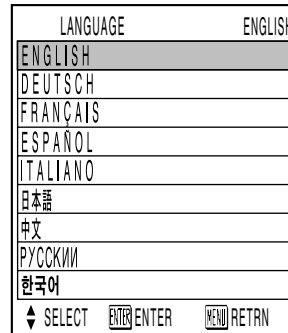 LANGUAGE ENGLISH
ENGLISH
DEUTSCH
FRANÇAIS
ESPAÑOL
ITALIANO
日本語
中文
РУССКИЙ
한국어
SELECT ENTER ENTER MENU RETRN